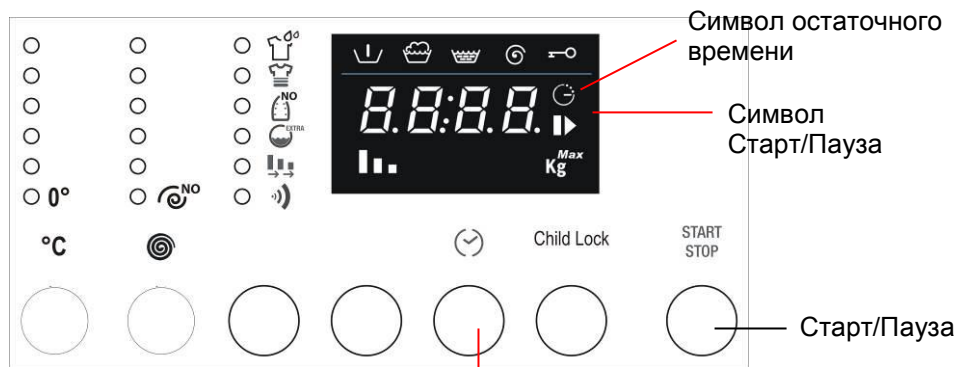 Символ остаточного
времени
Символ
Старт/Пауза
NO
EXTRA
8.8:8.8.
Max
Kg
0°
NO
°C
Child Lock
START
STOP
Старт/Пауза